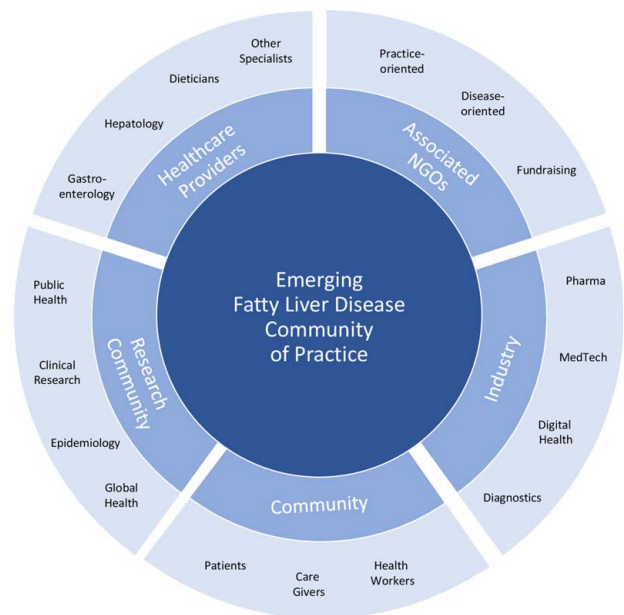 Emerging
Fatty Liver Disease
Community
of Practice
Healthcare
Providers
Gastro-
enterology
Hepatology
Dieticians
Other
Specialists
Associated
NGOs
Practice-
oriented
Disease-
oriented
Fundraising
Industry
Pharma
MedTech
Digital
Health
Diagnostics
Community
Patients
Care
Givers
Health
Workers
Research
Community
Public
Health
Clinical
Research
Epidemiology
Global
Health